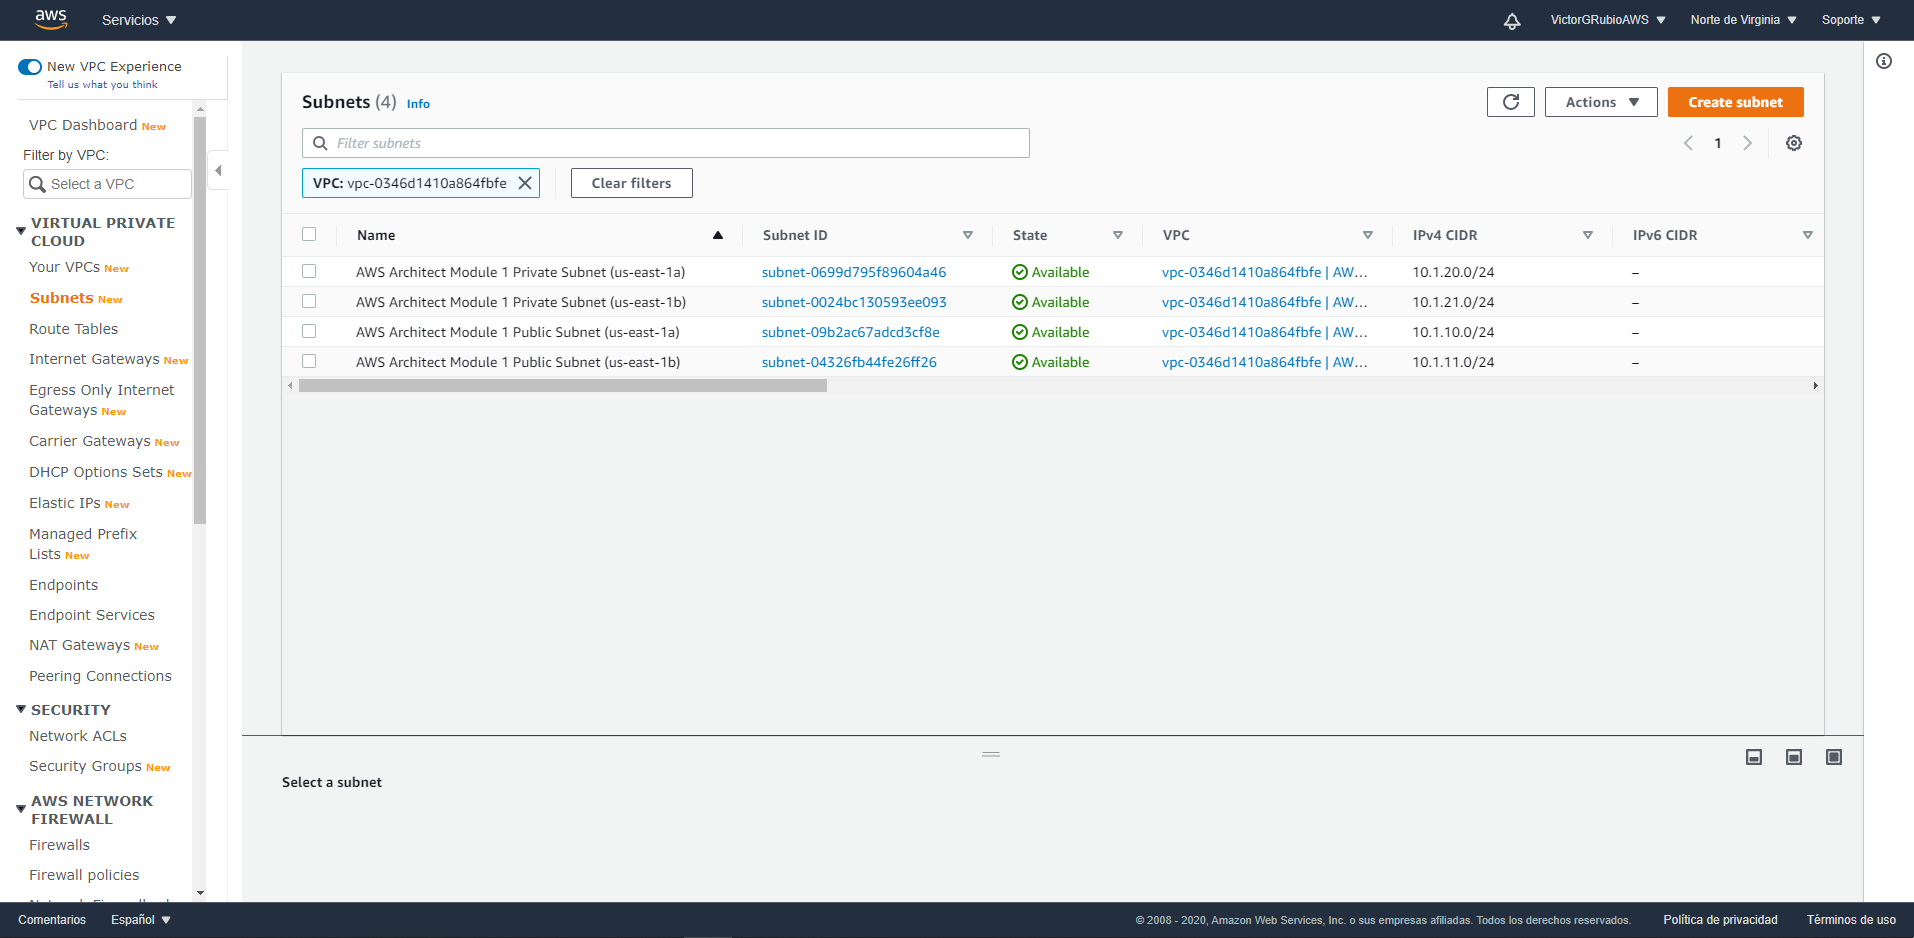 aws
Servicios
VictorGRubioAWS
Norte de Virginia
Soporte
New VPC Experience
Tell us what you think
VPC Dashboard New
Filter by VPC:
Select a VPC
VIRTUAL PRIVATE
CLOUD
Your VPCs New
Subnets New
Route Tables
Internet Gateways New
Egress Only Internet
Gateways New
Carrier Gateways New
DHCP Options Sets New
Elastic IPs New
Managed Prefix
Lists New
Endpoints
Endpoint Services
NAT Gateways New
Peering Connections
SECURITY
Network ACLs
Security Groups New
AWS NETWORK
FIREWALL
Firewalls
Firewall policies
Subnets (4) Info
Actions
Create subnet
Filter subnets
1
VPC: vpc-0346d1410a864fbfe
Clear filters
Name Subnet ID State VPC IPv4 CIDR IPv6 CIDR
AWS Architect Module 1 Private Subnet (us-east-1a) subnet-0699d795f89604a46 Available vpc-0346d1410a864fbfe | AW... 10.1.20.0/24 –
AWS Architect Module 1 Private Subnet (us-east-1b) subnet-0024bc130593ee093 Available vpc-0346d1410a864fbfe | AW... 10.1.21.0/24 –
AWS Architect Module 1 Public Subnet (us-east-1a) subnet-09b2ac67adcd3cf8e Available vpc-0346d1410a864fbfe | AW... 10.1.10.0/24 –
AWS Architect Module 1 Public Subnet (us-east-1b) subnet-04326fb44fe26ff26 Available vpc-0346d1410a864fbfe | AW... 10.1.11.0/24 –
Select a subnet
Comentarios
Español
© 2008 - 2020, Amazon Web Services, Inc. o sus empresas afiliadas. Todos los derechos reservados.
Política de privacidad
Términos de uso